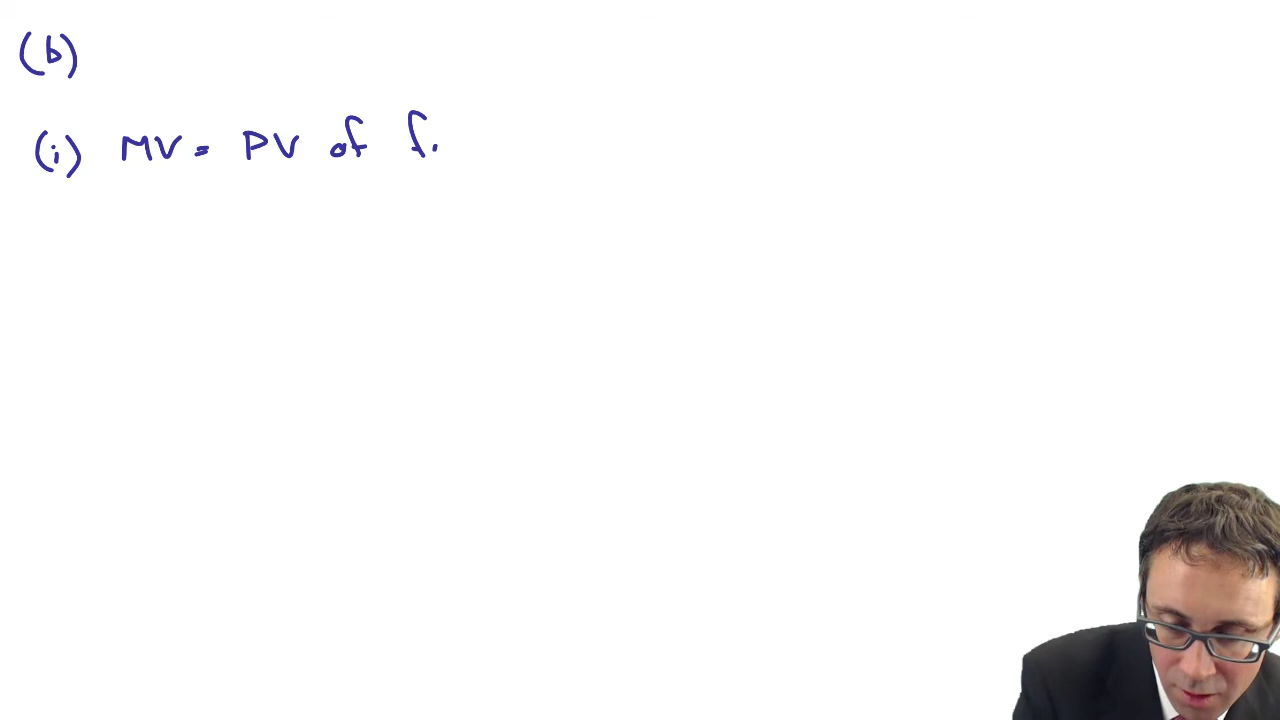 (b)
(i) MV = PV of f.